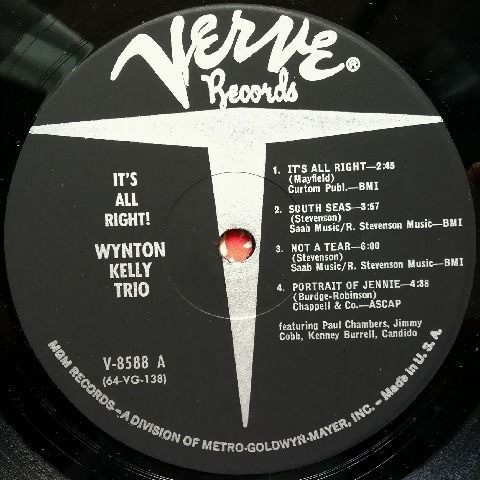 VERVE®
Records
IT'S
ALL
RIGHT!
WYNTON
KELLY
TRIO
V-8588 A
(64-VG-138)
1. IT'S ALL RIGHT—2:45
(Mayfield)
Curtom Publ.—BMI
2. SOUTH SEAS—3:57
(Stevenson)
Saab Music/R. Stevenson Music—BMI
3. NOT A TEAR—6:00
(Stevenson)
Saab Music/R. Stevenson Music—BMI
4. PORTRAIT OF JENNIE—4:38
(Burdge-Robinson)
Chappell & Co.—ASCAP
featuring Paul Chambers, Jimmy
Cobb, Kenney Burrell, Candido
MGM RECORDS—A DIVISION OF METRO-GOLDWYN-MAYER, INC.—Made in U.S.A.